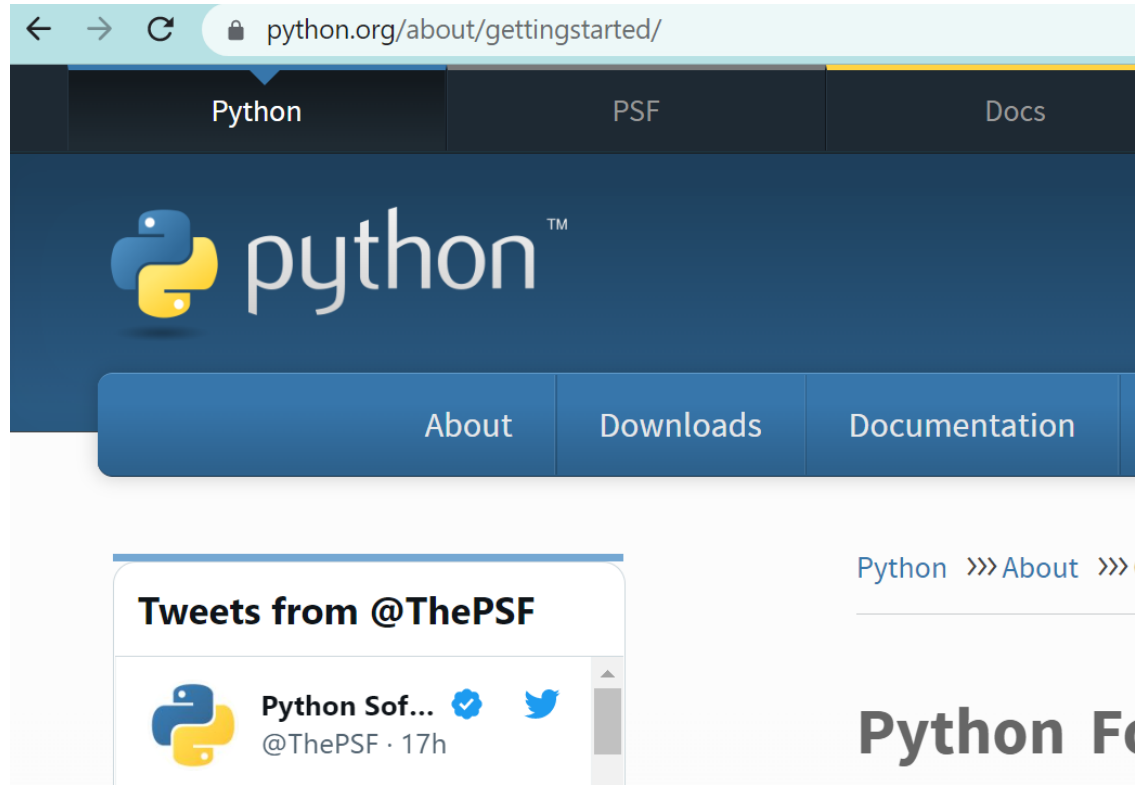 python.org/about/gettingstarted/
Python PSF Docs
python™
About Downloads Documentation
Python »› About »›
Tweets from @ThePSF
Python Sof...
@ThePSF · 17h
Python